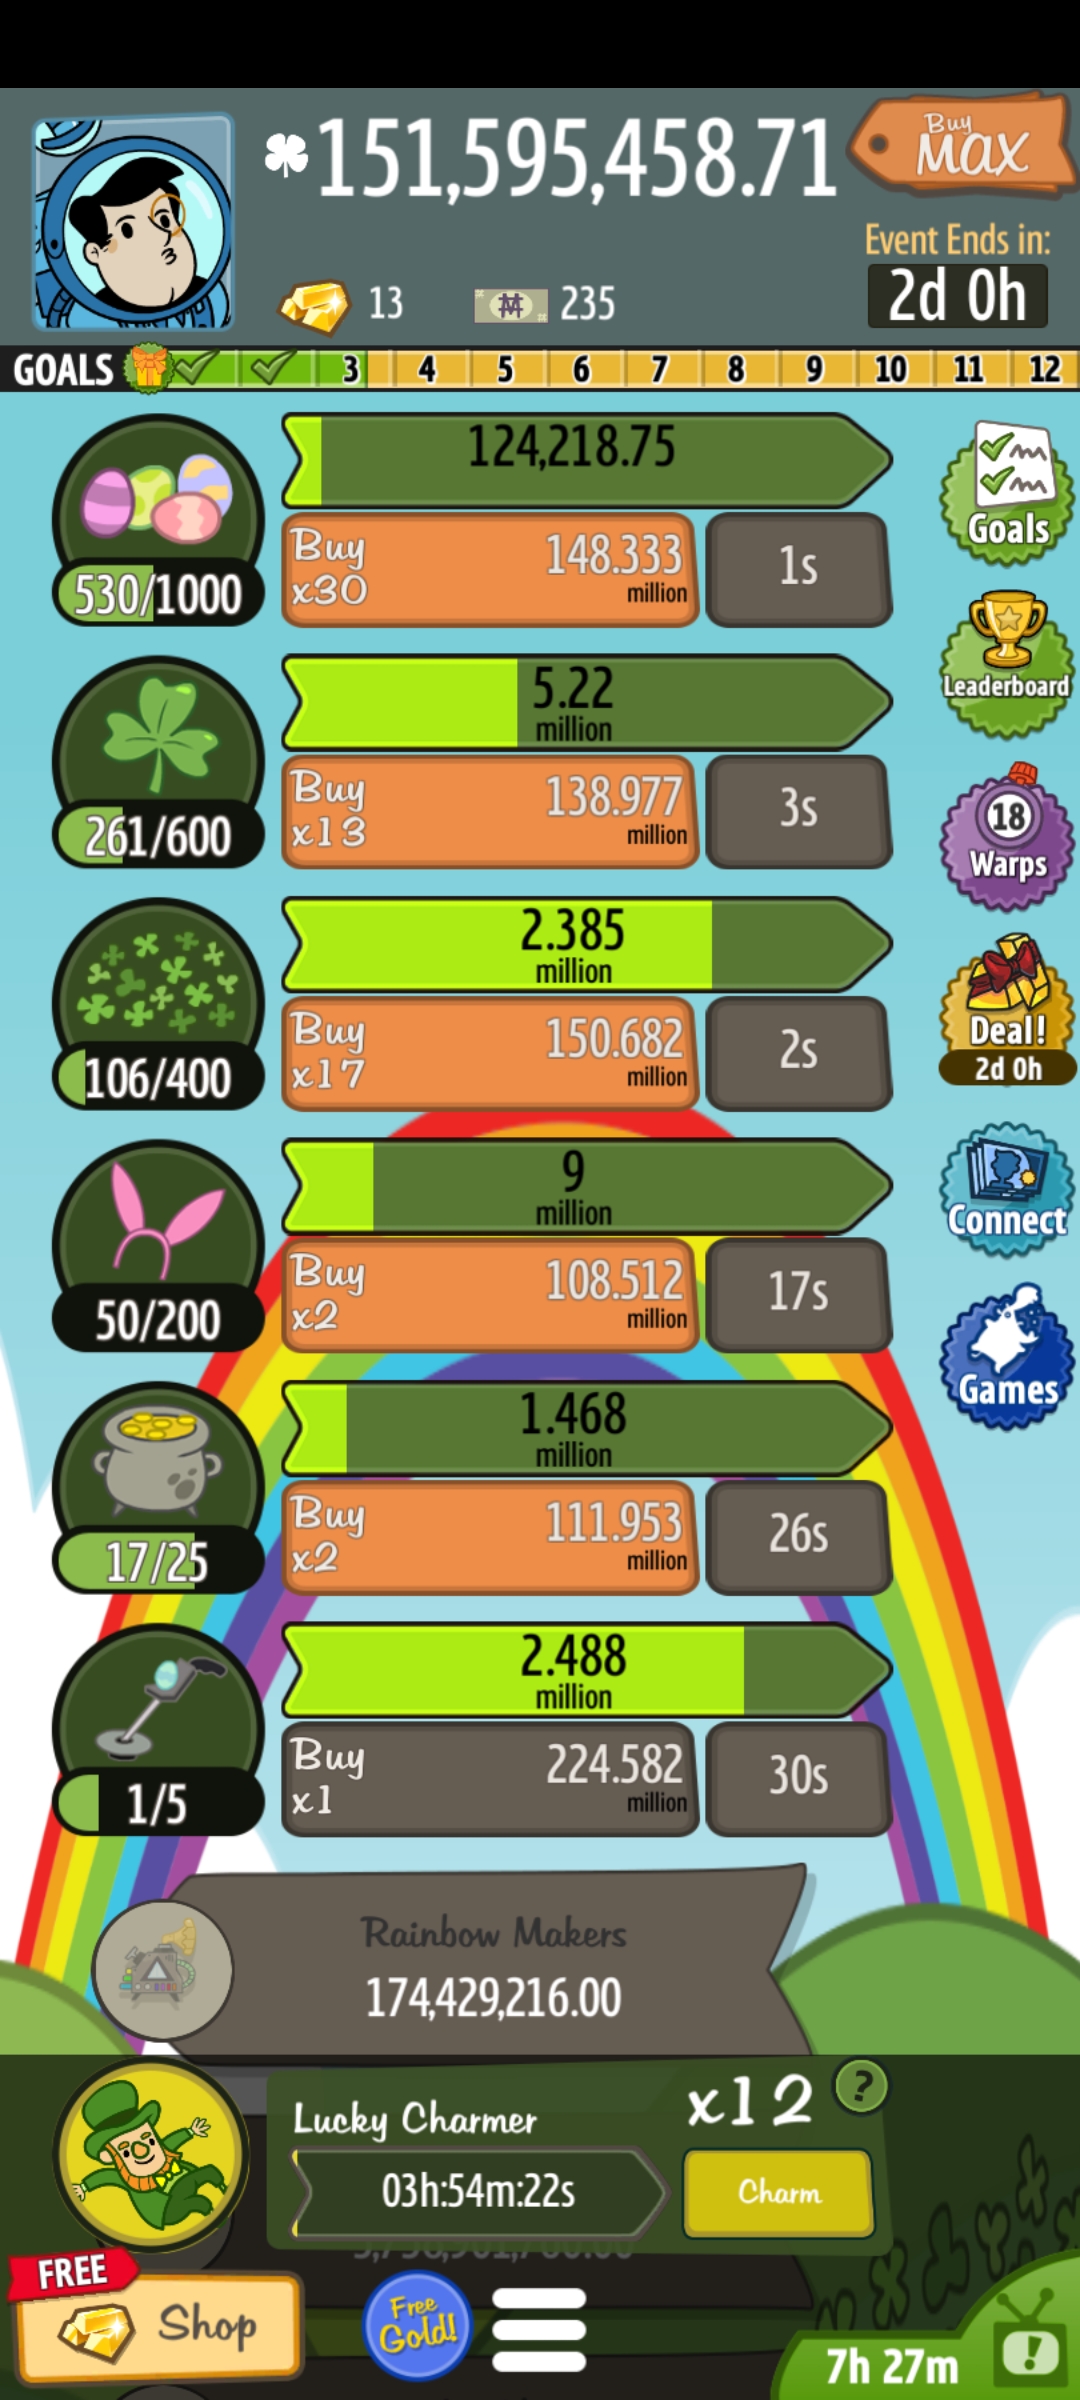 151,595,458.71
Buy
MAX
13
235
Event Ends in:
2d 0h
GOALS
3
4
5
6
7
8
9
10
11
12
124,218.75
Buy
x30
148.333
million
1s
530/1000
Goals
5.22
million
Buy
x13
138.977
million
3s
261/600
Leaderboard
18
Warps
2.385
million
Buy
x17
150.682
million
2s
106/400
Deal!
2d 0h
9
million
Buy
x2
108.512
million
17s
50/200
Connect
Games
1.468
million
Buy
x2
111.953
million
26s
17/25
2.488
million
Buy
x1
224.582
million
30s
1/5
Rainbow Makers
174,429,216.00
Lucky Charmer
x12
?
03h:54m:22s
Charm
FREE
Shop
Free
Gold!
7h 27m
!